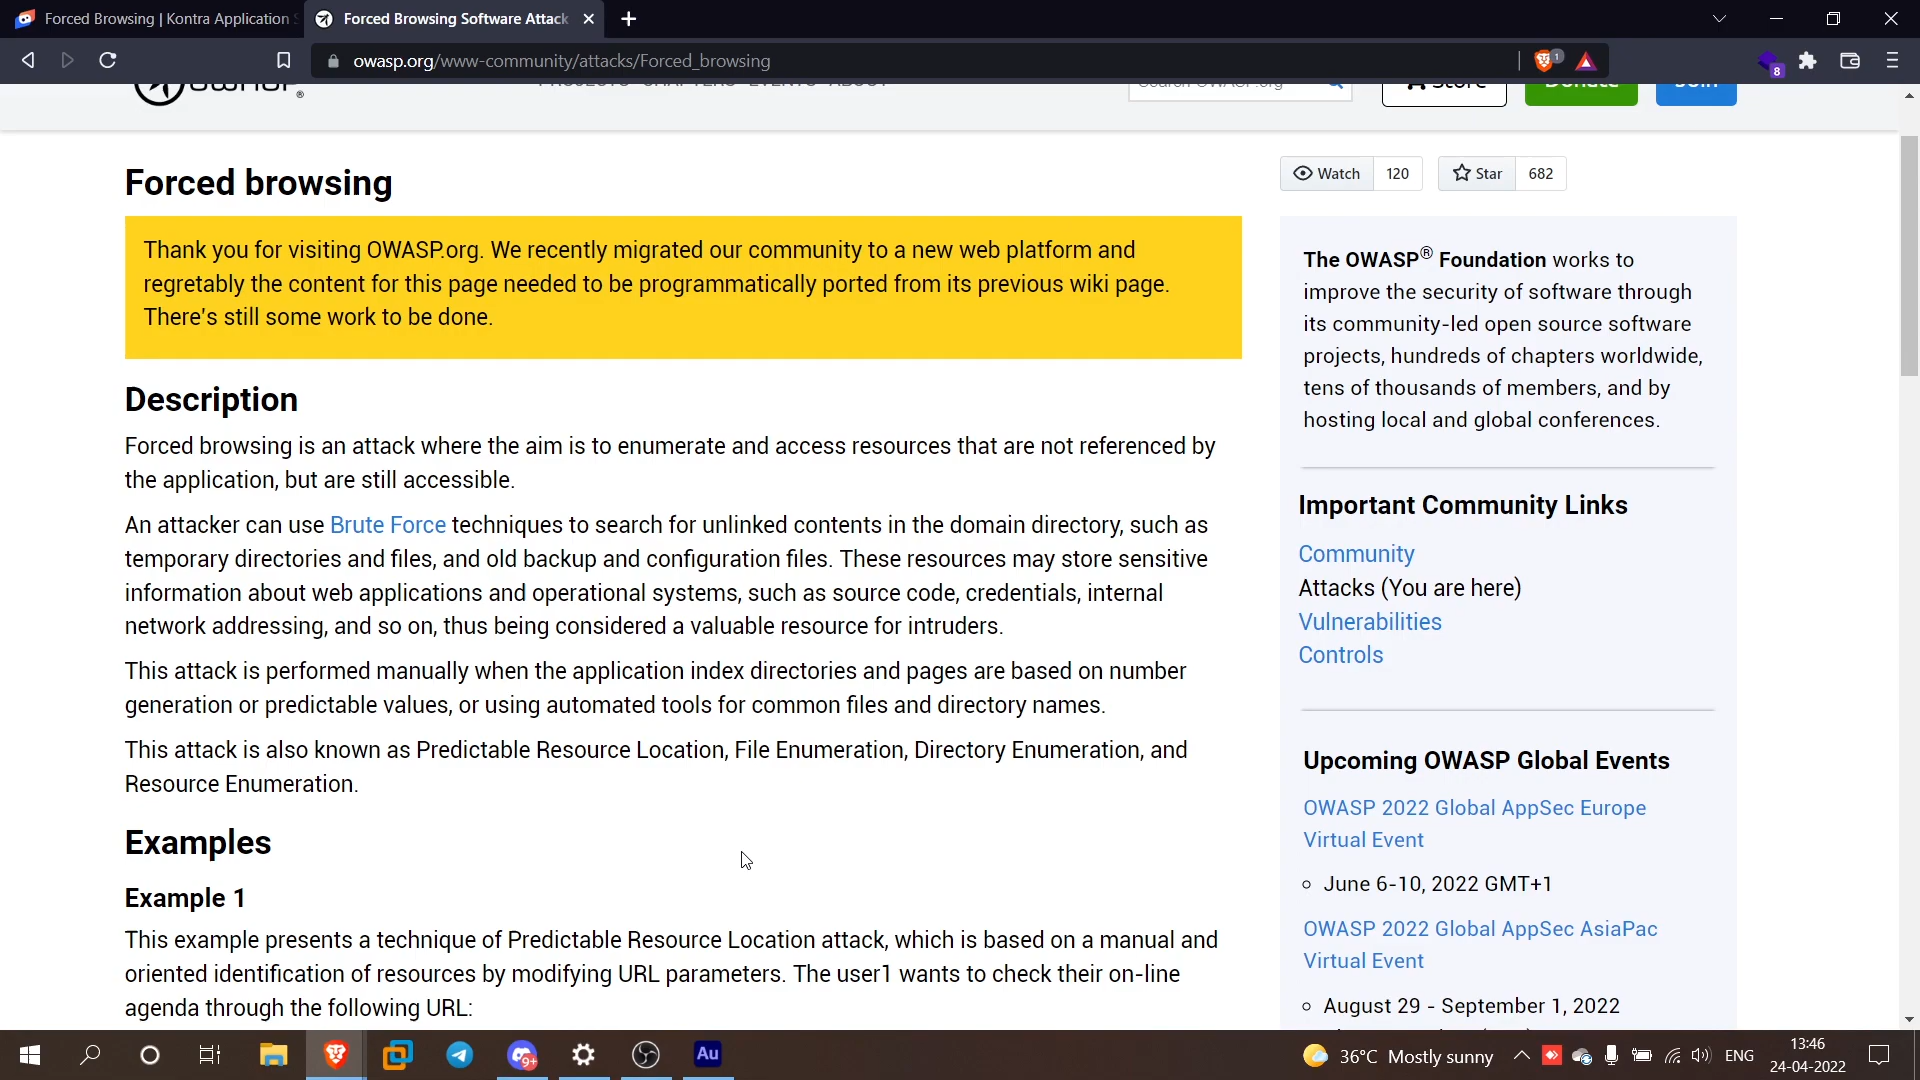 Forced Browsing | Kontra Application
Forced Browsing Software Attack
owasp.org/www-community/attacks/Forced_browsing
1
8
Store
Donate
Join
Forced browsing
Watch 120
Star 682
Thank you for visiting OWASP.org. We recently migrated our community to a new web platform and
regretably the content for this page needed to be programmatically ported from its previous wiki page.
There's still some work to be done.
Description
Forced browsing is an attack where the aim is to enumerate and access resources that are not referenced by
the application, but are still accessible.
An attacker can use Brute Force techniques to search for unlinked contents in the domain directory, such as
temporary directories and files, and old backup and configuration files. These resources may store sensitive
information about web applications and operational systems, such as source code, credentials, internal
network addressing, and so on, thus being considered a valuable resource for intruders.
This attack is performed manually when the application index directories and pages are based on number
generation or predictable values, or using automated tools for common files and directory names.
This attack is also known as Predictable Resource Location, File Enumeration, Directory Enumeration, and
Resource Enumeration.
Examples
Example 1
This example presents a technique of Predictable Resource Location attack, which is based on a manual and
oriented identification of resources by modifying URL parameters. The user1 wants to check their on-line
agenda through the following URL:
The OWASP® Foundation works to
improve the security of software through
its community-led open source software
projects, hundreds of chapters worldwide,
tens of thousands of members, and by
hosting local and global conferences.
Important Community Links
Community
Attacks (You are here)
Vulnerabilities
Controls
Upcoming OWASP Global Events
OWASP 2022 Global AppSec Europe
Virtual Event
June 6-10, 2022 GMT+1
OWASP 2022 Global AppSec AsiaPac
Virtual Event
August 29 - September 1, 2022
9+
Au
36°C Mostly sunny
ENG
13:46
24-04-2022